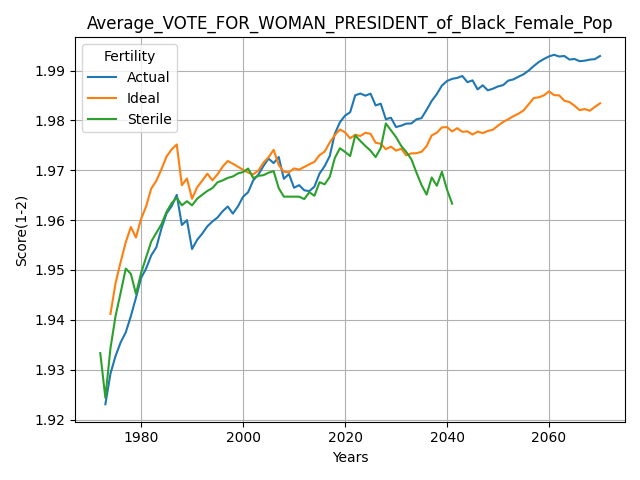 Average_VOTE_FOR_WOMAN_PRESIDENT_of_Black_Female_Pop
Fertility
Actual
Ideal
Sterile
Score(1-2)
1.99
1.98
1.97
1.96
1.95
1.94
1.93
1.92
1980 2000 2020 2040 2060
Years